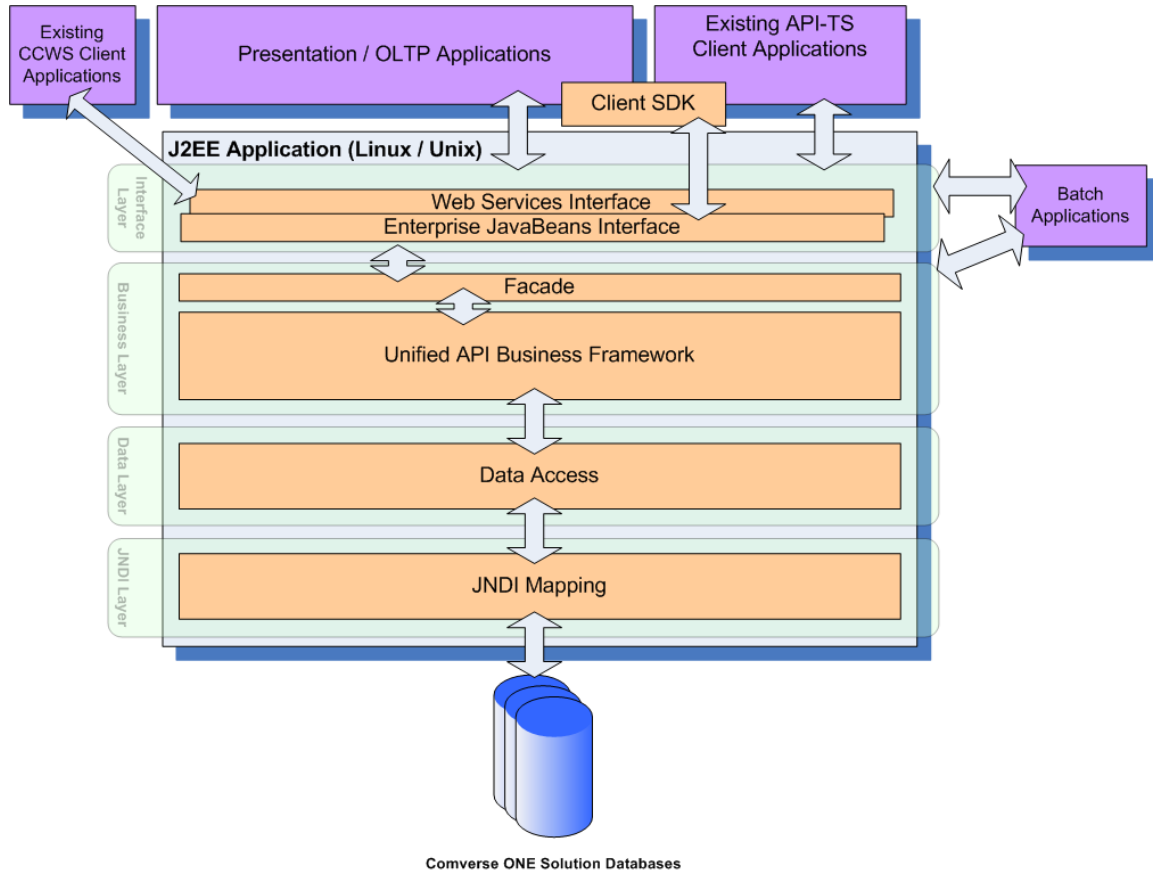 Existing
CCWS Client
Applications
Presentation / OLTP Applications
Existing API-TS
Client Applications
Client SDK
J2EE Application (Linux / Unix)
Interface
Layer
Web Services Interface
Enterprise JavaBeans Interface
Batch
Applications
Business Layer
Facade
Unified API Business Framework
Data Layer
Data Access
JNDI Layer
JNDI Mapping
Comverse ONE Solution Databases